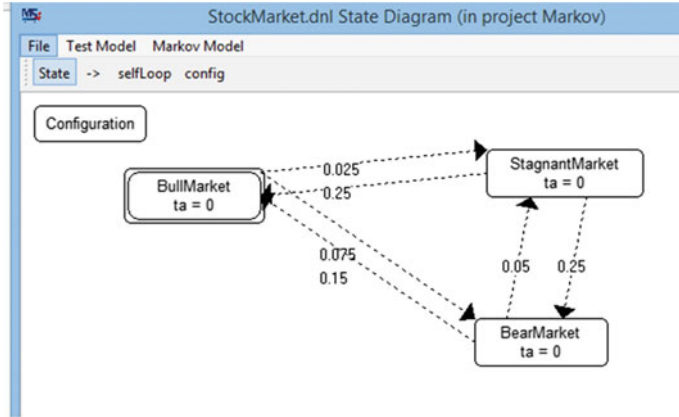 MS
StockMarket.dnl State Diagram (in project Markov)
File Test Model Markov Model
State -> selfLoop config
Configuration
BullMarket
ta = 0
StagnantMarket
ta = 0
0.025
0.25
0.075
0.15
0.05 0.25
BearMarket
ta = 0